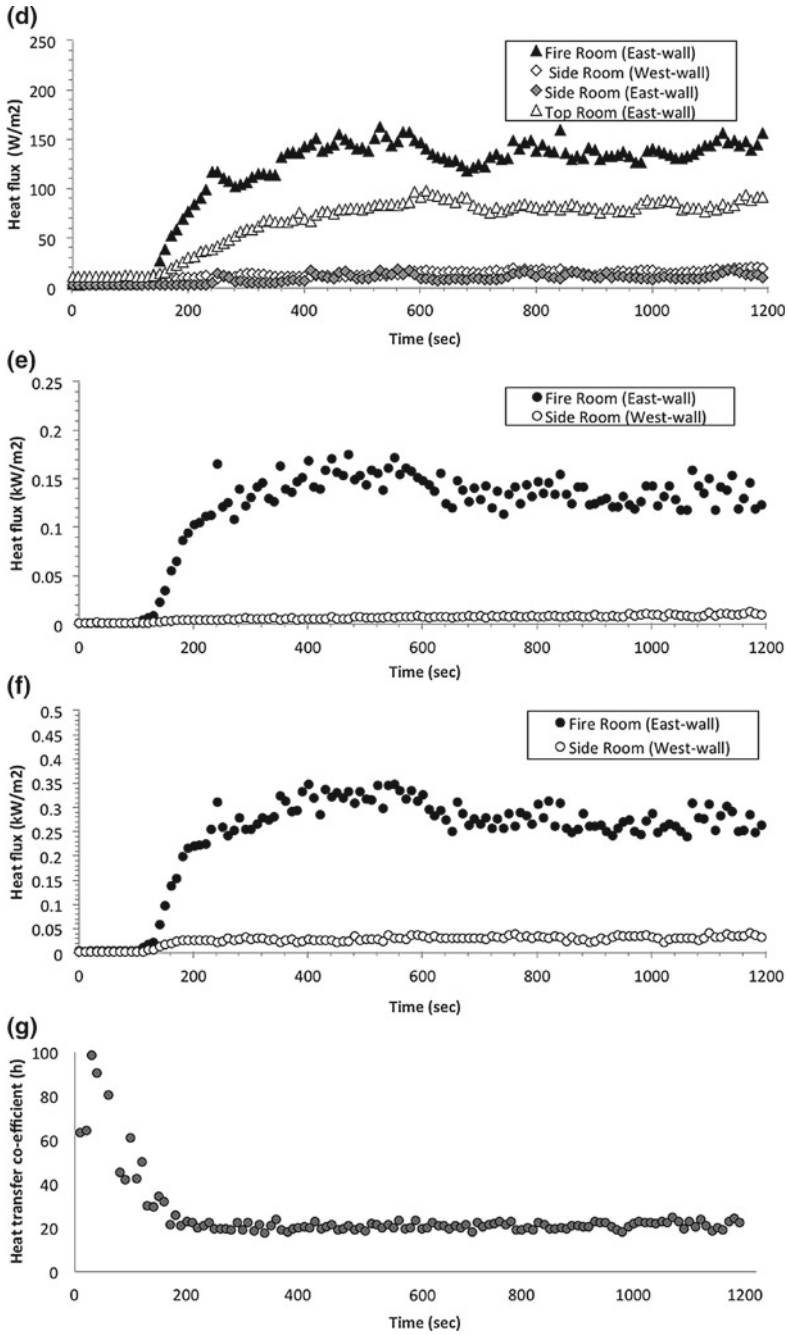 (d)
250
200
150
100
50
0
Heat flux (W/m2)
Fire Room (East-wall)
Side Room (West-wall)
Side Room (East-wall)
Top Room (East-wall)
0 200 400 600 800 1000 1200
Time (sec)
(e)
0.25
0.2
0.15
0.1
0.05
0
Heat flux (kW/m2)
Fire Room (East-wall)
Side Room (West-wall)
0 200 400 600 800 1000 1200
Time (sec)
(f)
0.5
0.45
0.4
0.35
0.3
0.25
0.2
0.15
0.1
0.05
0
Heat flux (kW/m2)
Fire Room (East-wall)
Side Room (West-wall)
0 200 400 600 800 1000 1200
Time (sec)
(g)
100
80
60
40
20
0
Heat transfer co-efficient (h)
0 200 400 600 800 1000 1200
Time (sec)